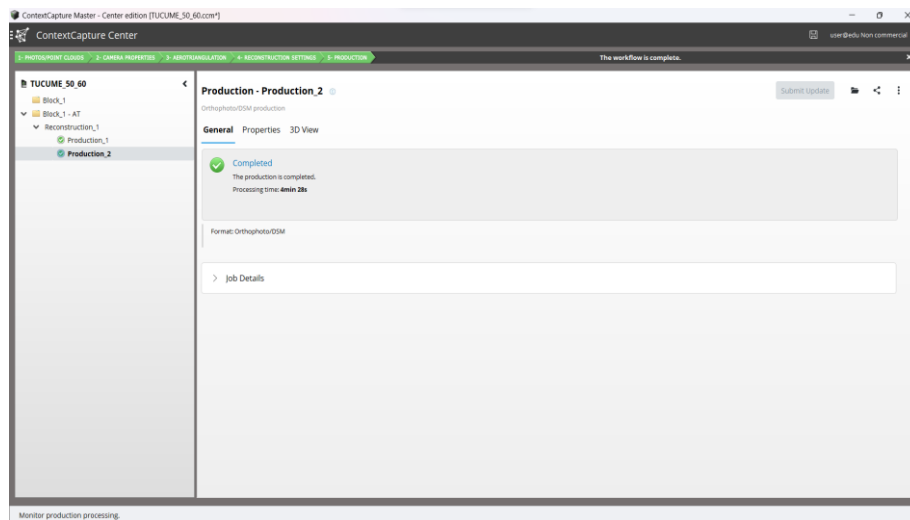 ContextCapture Master - Center edition [TUCUME_50_60.ccm*]
ContextCapture Center
user@edu Non commercial
1- PHOTOS/POINT CLOUDS
2- CAMERA PROPERTIES
3- AEROTRIANGULATION
4- RECONSTRUCTION SETTINGS
5- PRODUCTION
The workflow is complete.
TUCUME_50_60
Block_1
Block_1 - AT
Reconstruction_1
Production_1
Production_2
Production - Production_2
Submit Update
Orthophoto/DSM production
General Properties 3D View
Completed
The production is completed.
Processing time: 4min 28s
Format: Orthophoto/DSM
Job Details
Monitor production processing.